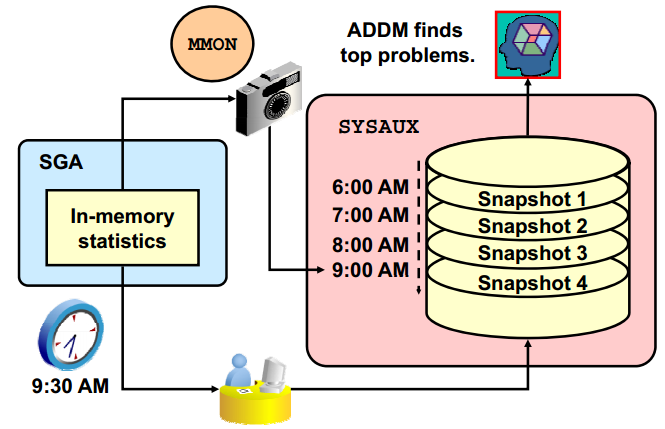 MMON
ADDM finds
top problems.
SYSAUX
SGA
In-memory
statistics
6:00 AM
7:00 AM
8:00 AM
9:00 AM
Snapshot 1
Snapshot 2
Snapshot 3
Snapshot 4
9:30 AM